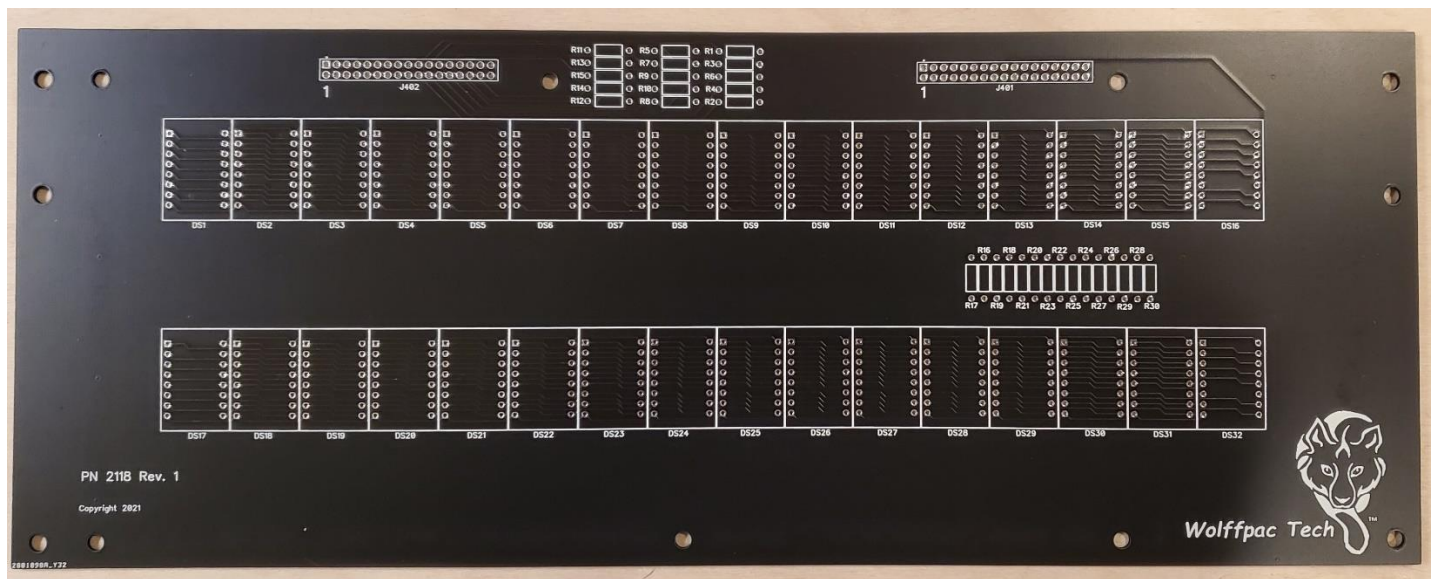 R11 R5 R1
R13 R7 R3
R15 R9 R6
R14 R10 R4
R12 R8 R2
1 J402
1 J401
DS1 DS2 DS3 DS4 DS5 DS6 DS7 DS8 DS9 DS10 DS11 DS12 DS13 DS14 DS15 DS16
R16 R18 R20 R22 R24 R26 R28
R17 R19 R21 R23 R25 R27 R29 R30
DS17 DS18 DS19 DS20 DS21 DS22 DS23 DS24 DS25 DS26 DS27 DS28 DS29 DS30 DS31 DS32
PN 2118 Rev. 1
Copyright 2021
Wolffpac Tech™
2001090A_Y32